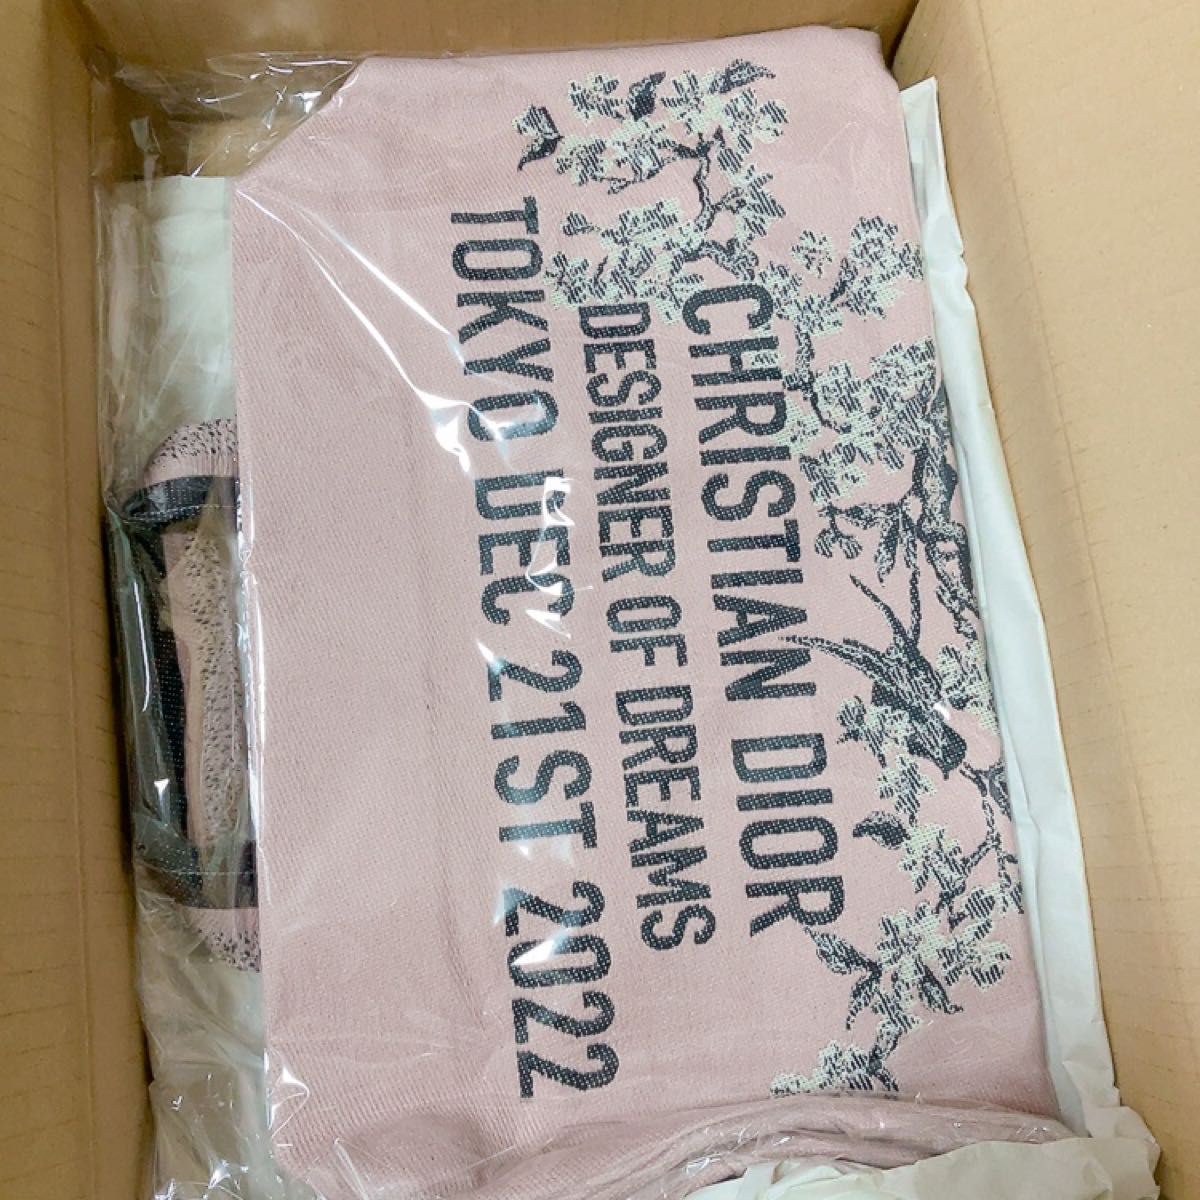 CHRISTIAN DIOR
DESIGNER OF DREAMS
TOKYO DEC 21ST 2022